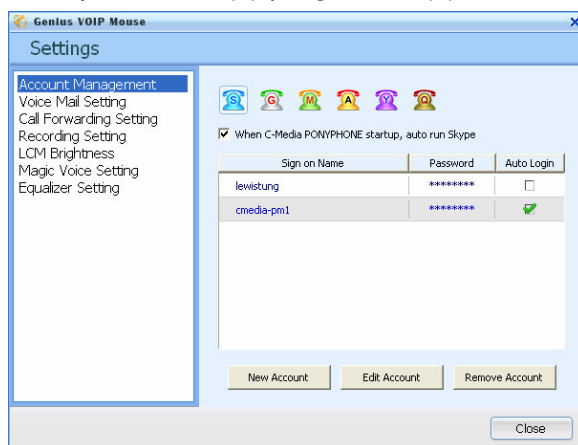 Genius VOIP Mouse
Settings
Account Management
Voice Mail Setting
Call Forwarding Setting
Recording Setting
LCM Brightness
Magic Voice Setting
Equalizer Setting
S G M A Y Q
When C-Media PONYPHONE startup, auto run Skype
Sign on Name Password Auto Login
lewistung ********
cmedia-pm1 ********
New Account Edit Account Remove Account
Close